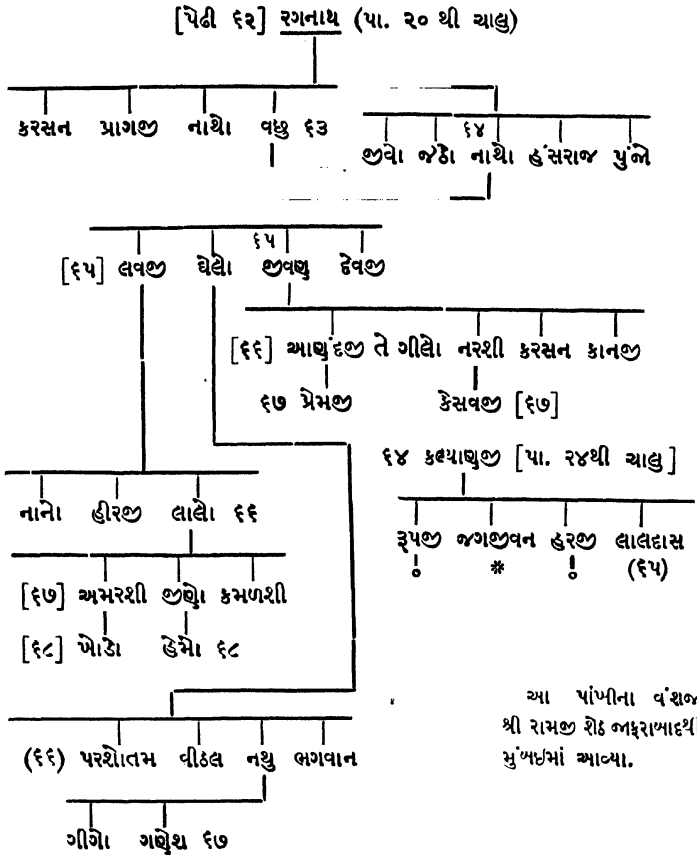 [પેઢી ૬૨] રગનાથ (પા. ૨૦ થી ચાલુ)
કરસન પ્રાગજી નાથો વછુ ૬૩
૬૪
જીવો જેઠો નાથો હંસરાજ પુંજો
૬૫
[૬૫] લવજી ઘેલો જીવણ દેવજી
[૬૬] આણંદજી તે ગીલો નરશી કરસન કાનજી
૬૭ પ્રેમજી કેસવજી [૬૭]
૬૪ કલ્યાણજી [પા. ૨૪થી ચાલુ]
નાનો હીરજી લાલો ૬૬
રૂપજી જગજીવન હરજી લાલદાસ
(૬૫)
[૬૭] અમરશી જીણો કમળશી
[૬૮] ખોડો હેમો ૬૮
આ પાંખીના વંશજ
શ્રી રામજી શેઠ જાફરાબાદથી
મુંબઈમાં આવ્યા.
(૬૬) પરશોતમ વીઠલ નથુ ભગવાન
ગીગો ગણેશ ૬૭